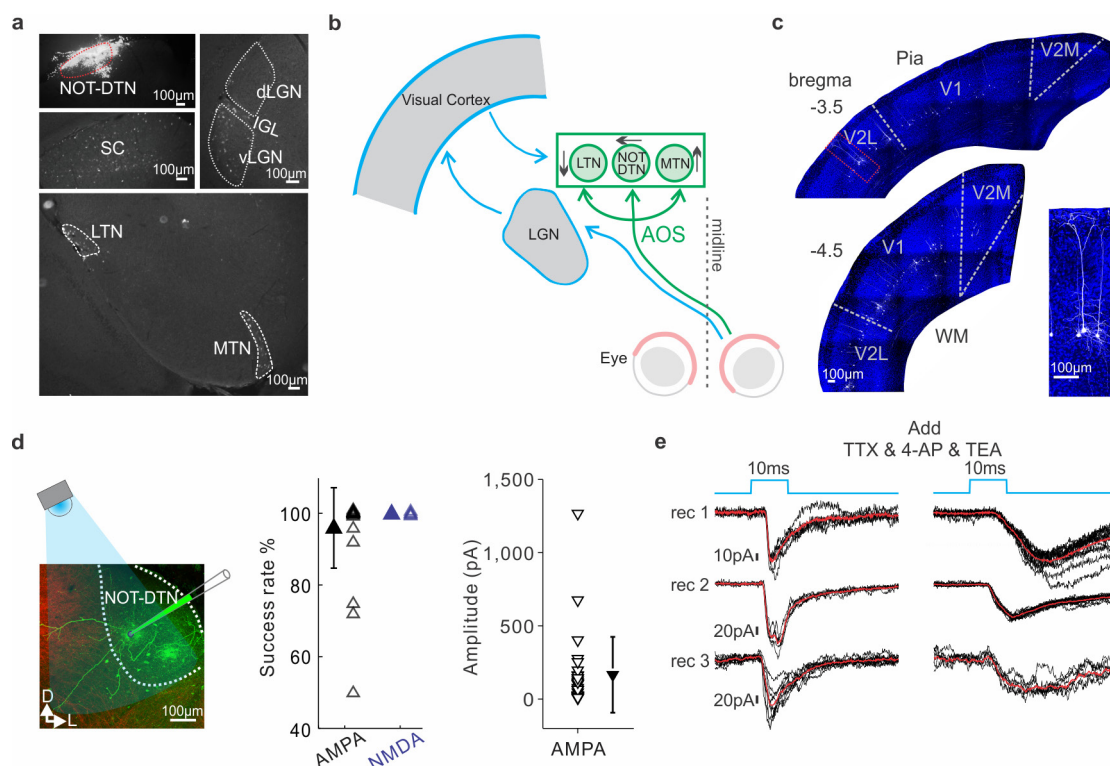 a
NOT-DTN
100µm
SC
100µm
dLGN
IGL
vLGN
100µm
LTN
MTN
100µm
b
Visual Cortex
LTN
NOT
DTN
MTN
AOS
LGN
midline
Eye
c
Pia
bregma
-3.5
V2M
V1
V2L
-4.5
V2M
V1
WM
V2L
100µm
100µm
d
NOT-DTN
D
L
100µm
Success rate %
100
80
60
40
AMPA
NMDA
Amplitude (pA)
1,500
1,000
500
0
AMPA
e
Add
TTX & 4-AP & TEA
10ms
10ms
rec 1
10pA
rec 2
20pA
rec 3
20pA